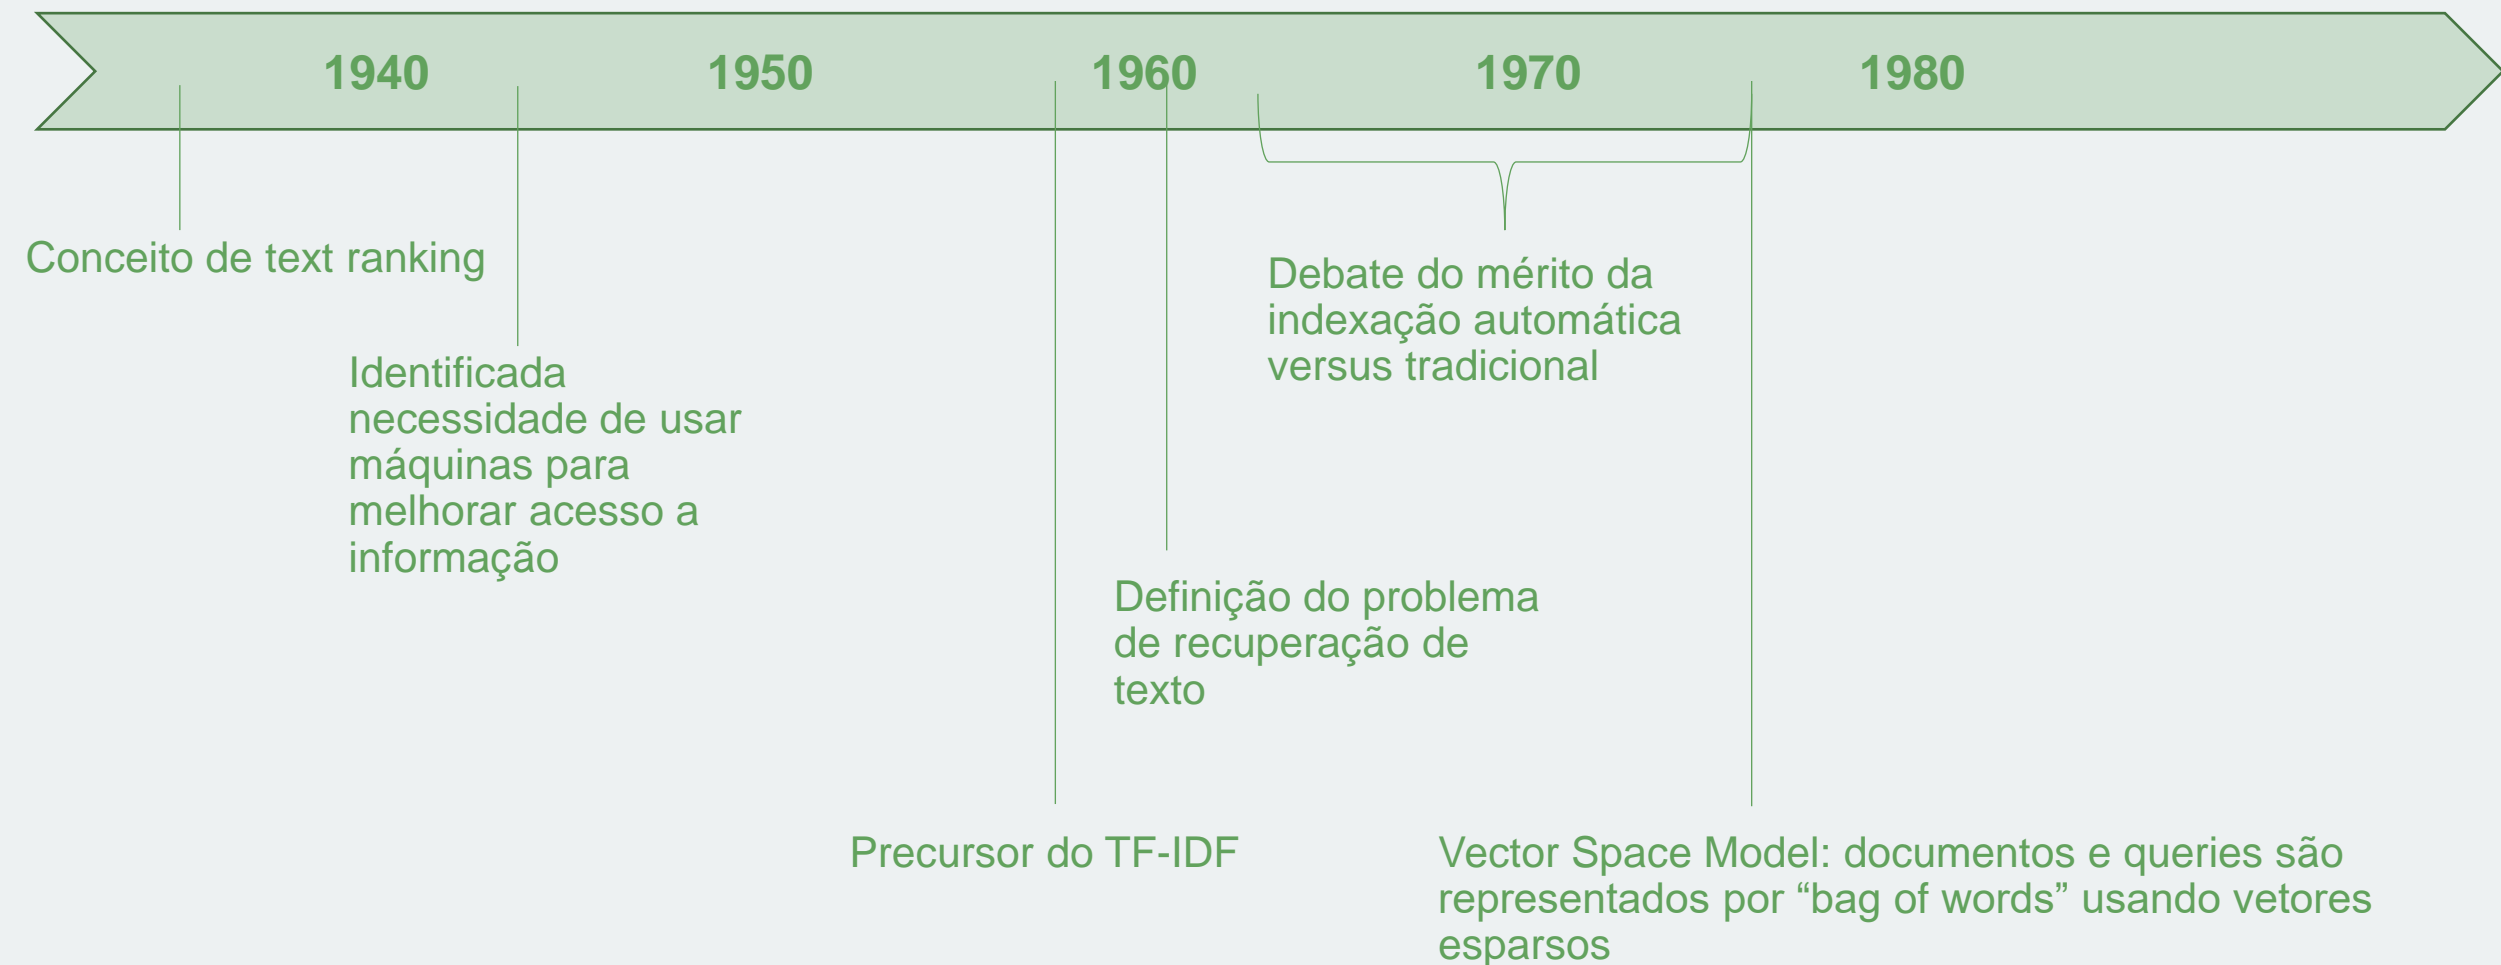 1940 1950 1960 1970 1980
Conceito de text ranking
Identificada
necessidade de usar
máquinas para
melhorar acesso a
informação
Debate do mérito da
indexação automática
versus tradicional
Definição do problema
de recuperação de
texto
Precursor do TF-IDF
Vector Space Model: documentos e queries são
representados por “bag of words” usando vetores
esparsos